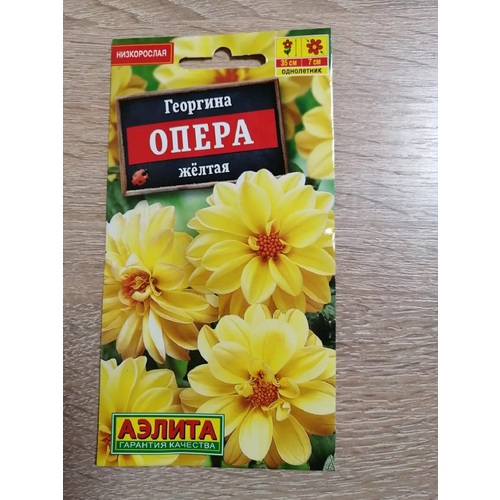 НИЗКОРОСЛАЯ
35 см 7 см
однолетник
Георгина
ОПЕРА
жёлтая
АЭЛИТА
ГАРАНТИЯ КАЧЕСТВА